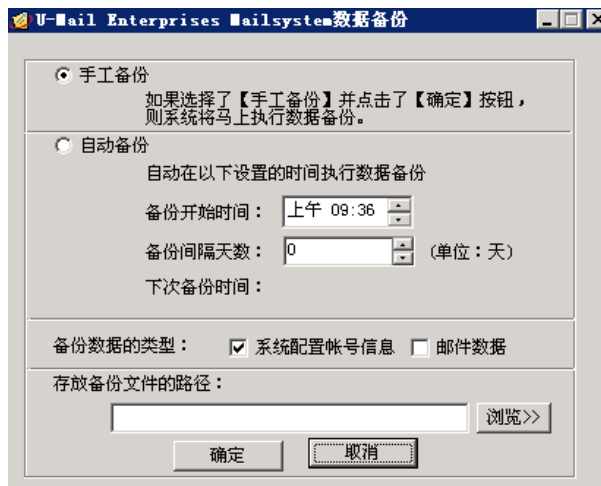 U-Mail Enterprises Mailsystem数据备份
手工备份
如果选择了【手工备份】并点击了【确定】按钮，
则系统将马上执行数据备份。
自动备份
自动在以下设置的时间执行数据备份
备份开始时间： 上午 09:36
备份间隔天数： 0 (单位：天)
下次备份时间：
备份数据的类型： 系统配置帐号信息 邮件数据
存放备份文件的路径：
浏览>>
确定 取消